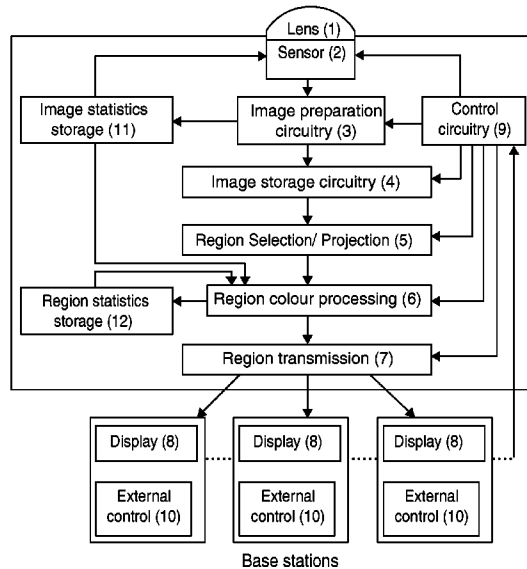 Lens (1)
Sensor (2)
Image statistics
storage (11)
Image preparation
circuitry (3)
Control
circuitry (9)
Image storage circuitry (4)
Region Selection/ Projection (5)
Region statistics
storage (12)
Region colour processing (6)
Region transmission (7)
Display (8)
Display (8)
Display (8)
External
control (10)
External
control (10)
External
control (10)
Base stations